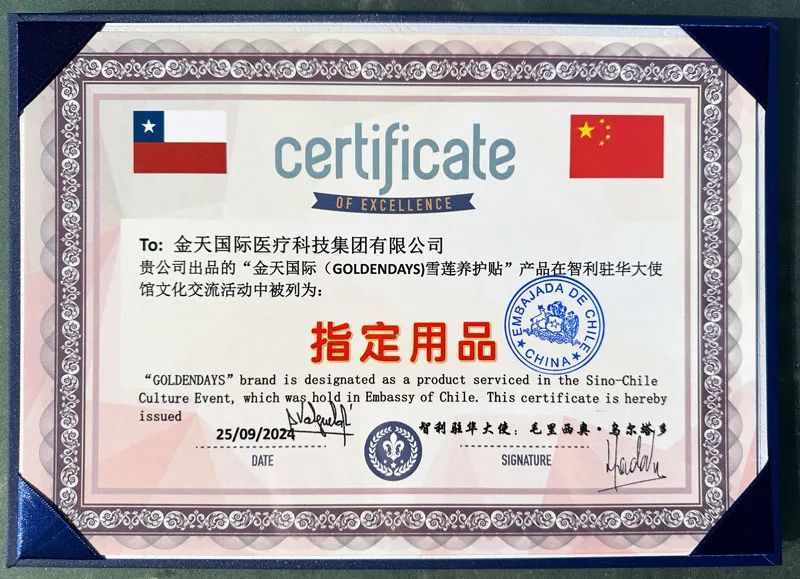 certificate
OF EXCELLENCE
To: 金天国际医疗科技集团有限公司
贵公司出品的“金天国际（GOLDENDAYS)雪莲养护贴”产品在智利驻华大使
馆文化交流活动中被列为：
指定用品
EMBAJADA DE CHILE
CHINA
“GOLDENDAYS” brand is designated as a product serviced in the Sino-Chile
Culture Event, which was hold in Embassy of Chile. This certificate is hereby
issued
25/09/2024
智利驻华大使：毛里西奥·乌尔塔多
DATE
SIGNATURE